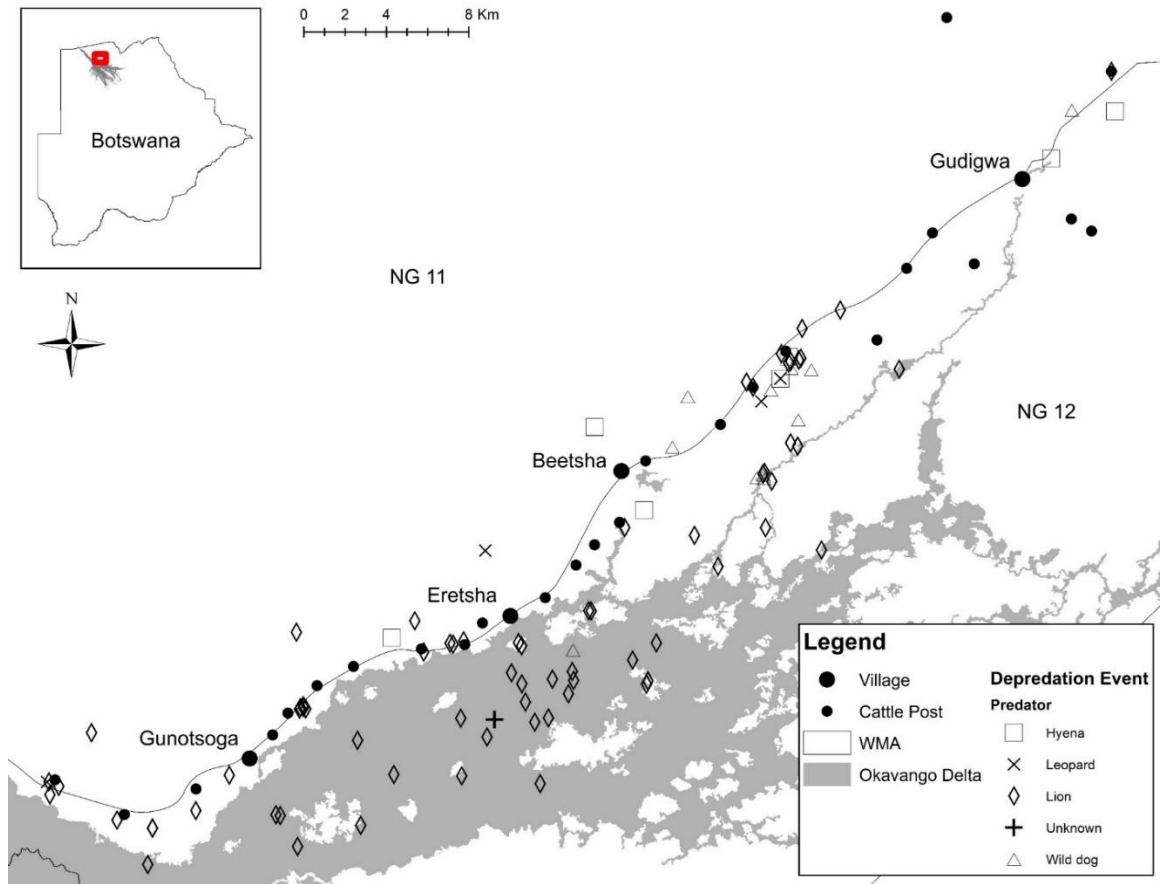 0 2 4 8 Km
Botswana
N
NG 11
Gudigwa
NG 12
Beetsha
Eretsha
Gunotsoga
Legend
Village
Cattle Post
WMA
Okavango Delta
Depredation Event
Predator
Hyena
Leopard
Lion
Unknown
Wild dog